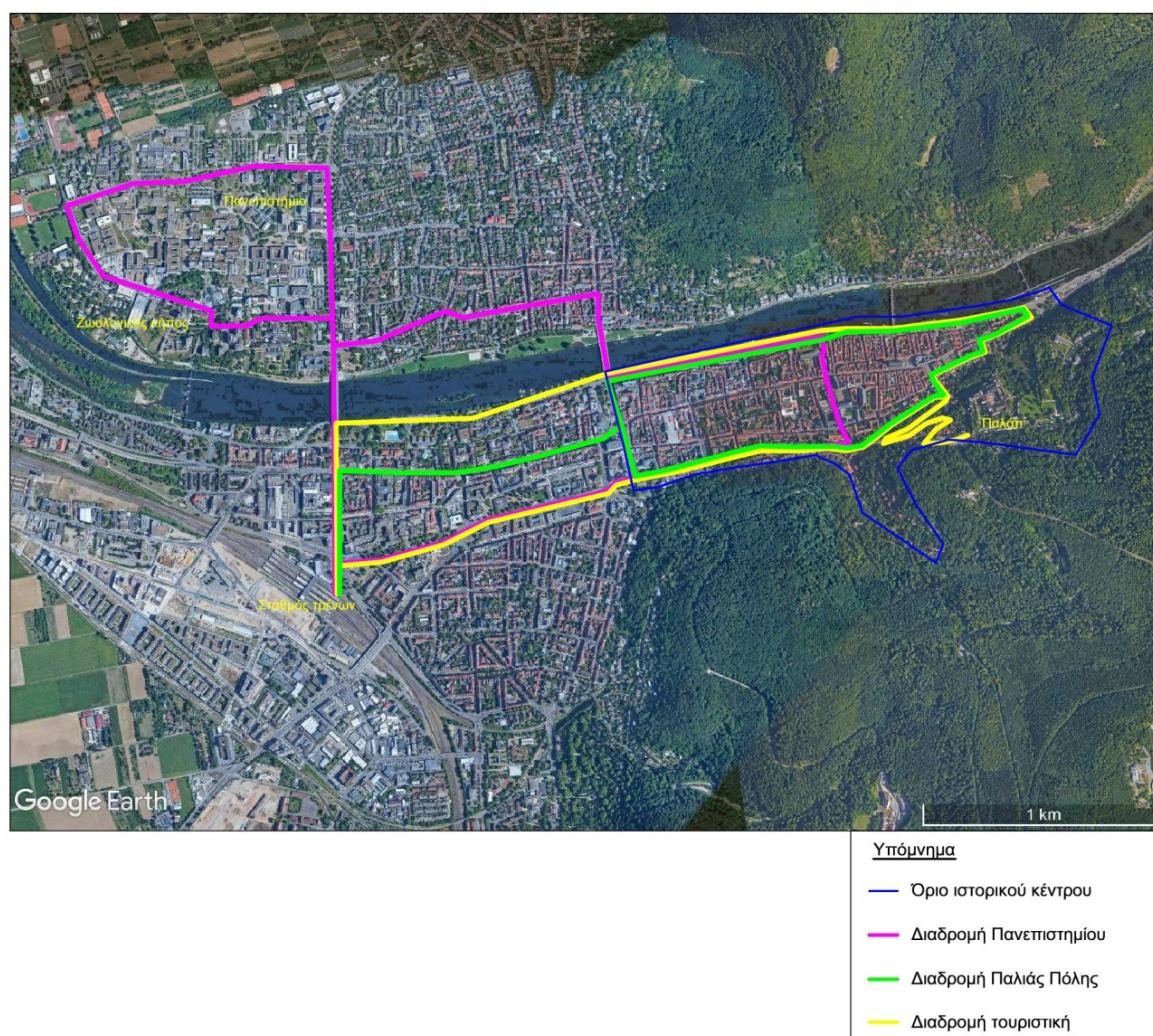 Πανεπιστήμιο
Ζωολογικός κήπος
Παλάτι
Σταθμός τρένων
Google Earth
1 km
Υπόμνημα
Όριο ιστορικού κέντρου
Διαδρομή Πανεπιστημίου
Διαδρομή Παλιάς Πόλης
Διαδρομή τουριστική